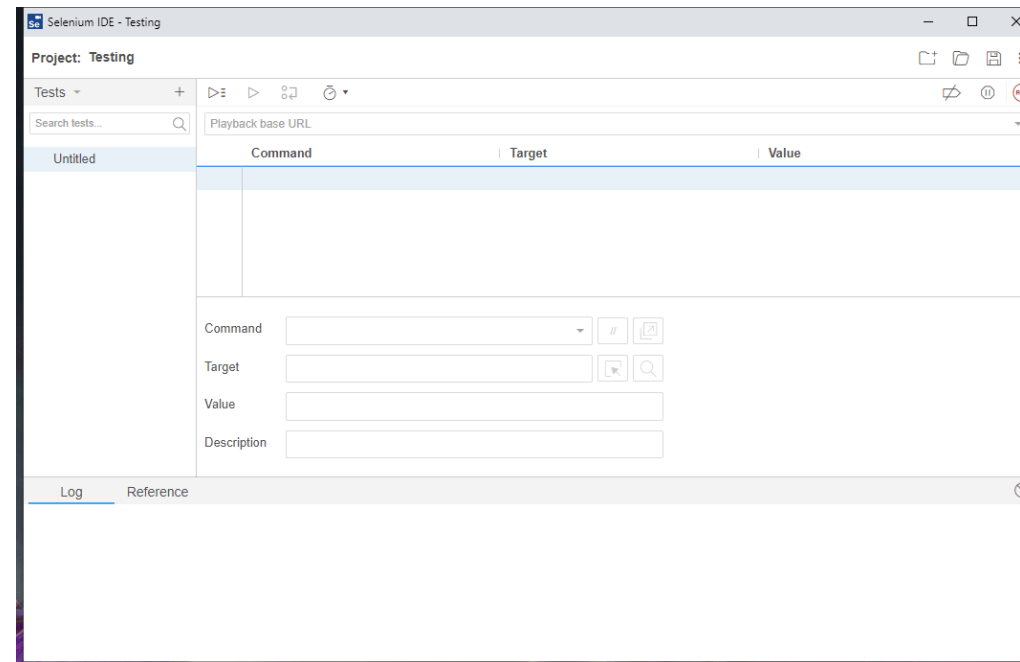 Se Selenium IDE - Testing
Project: Testing
Tests
Search tests...
Untitled
Playback base URL
Command Target Value
Command
//
Target
Value
Description
Log Reference